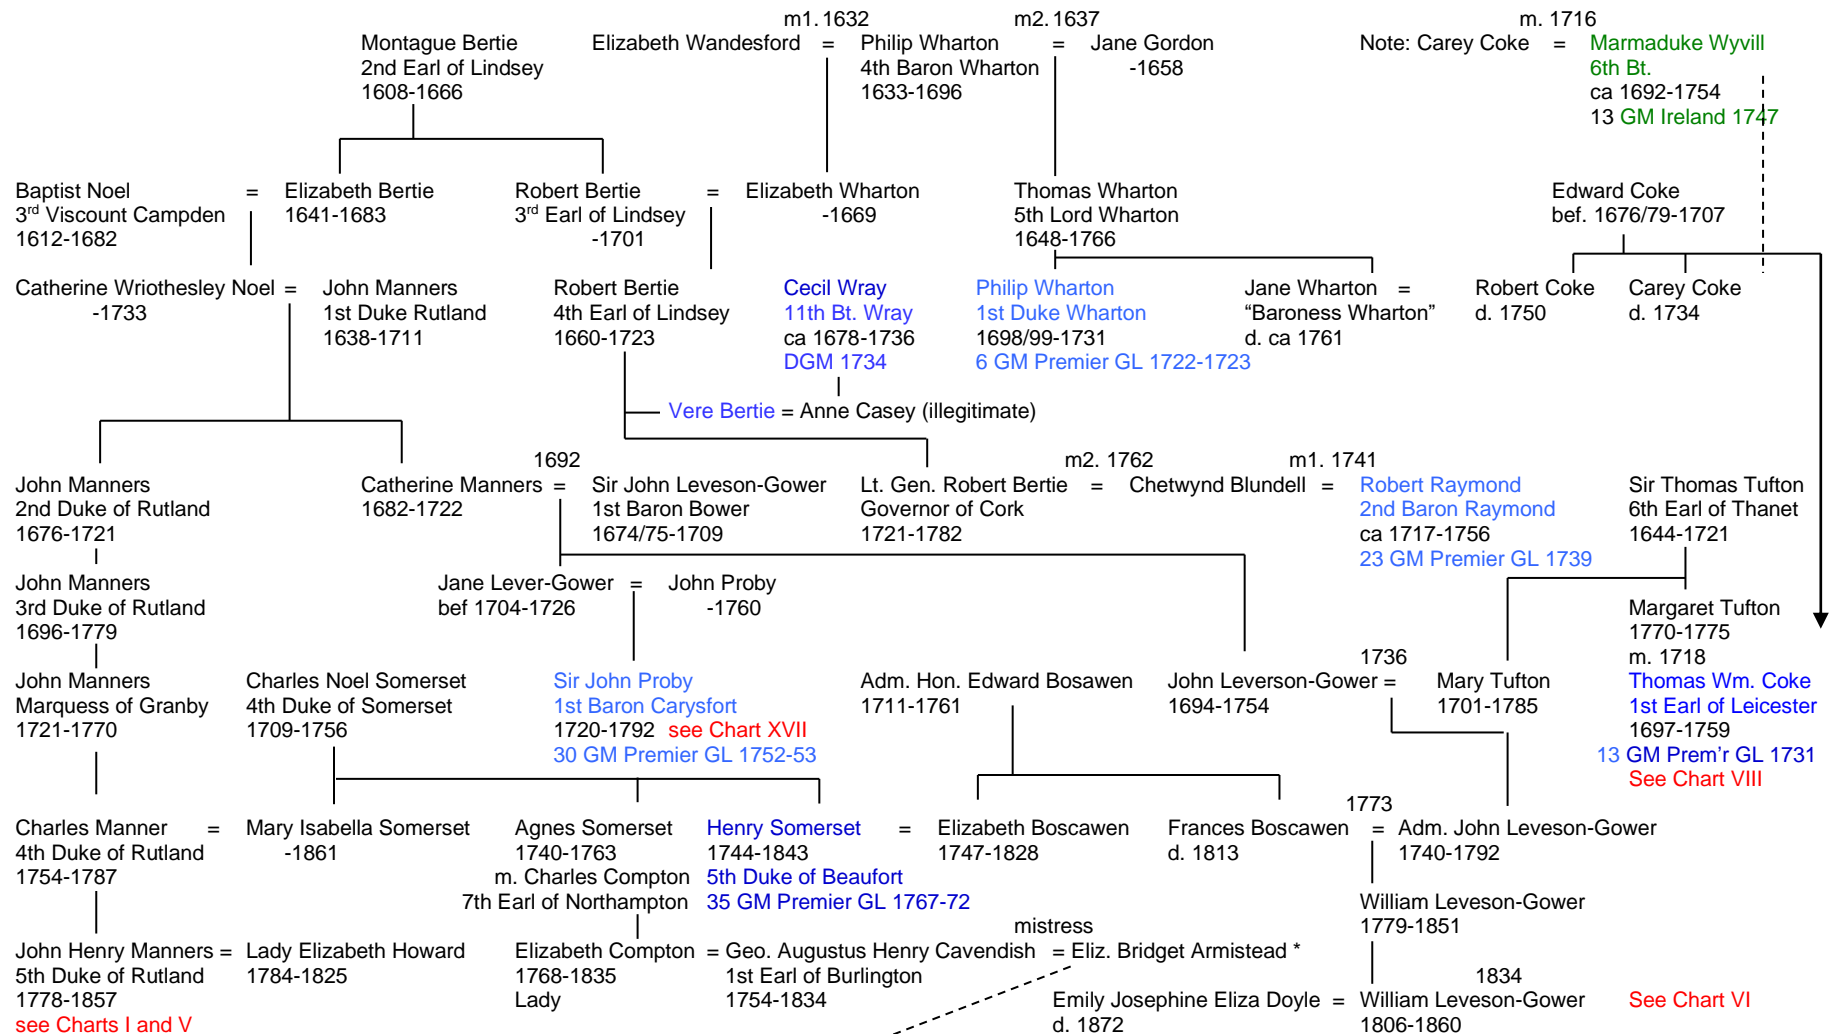 m1. 1632
m2. 1637
m. 1716
Montague Bertie
2nd Earl of Lindsey
1608-1666
Elizabeth Wandesford =
Philip Wharton =
4th Baron Wharton
1633-1696
Jane Gordon
-1658
Note: Carey Coke =
Marmaduke Wyvill
6th Bt.
ca 1692-1754
13 GM Ireland 1747
Baptist Noel =
3rd Viscount Campden
1612-1682
Elizabeth Bertie
1641-1683
Robert Bertie =
3rd Earl of Lindsey
-1701
Elizabeth Wharton
-1669
Thomas Wharton
5th Lord Wharton
1648-1766
Edward Coke
bef. 1676/79-1707
Catherine Wriothesley Noel =
-1733
John Manners
1st Duke Rutland
1638-1711
Robert Bertie
4th Earl of Lindsey
1660-1723
Cecil Wray
11th Bt. Wray
ca 1678-1736
DGM 1734
Philip Wharton
1st Duke Wharton
1698/99-1731
6 GM Premier GL 1722-1723
Jane Wharton =
“Baroness Wharton”
d. ca 1761
Robert Coke
d. 1750
Carey Coke
d. 1734
Vere Bertie = Anne Casey (illegitimate)
1692
m2. 1762
m1. 1741
John Manners
2nd Duke of Rutland
1676-1721
Catherine Manners =
1682-1722
Sir John Leveson-Gower
1st Baron Bower
1674/75-1709
Lt. Gen. Robert Bertie =
Governor of Cork
1721-1782
Chetwynd Blundell =
Robert Raymond
2nd Baron Raymond
ca 1717-1756
23 GM Premier GL 1739
Sir Thomas Tufton
6th Earl of Thanet
1644-1721
John Manners
3rd Duke of Rutland
1696-1779
Jane Lever-Gower =
bef 1704-1726
John Proby
-1760
Margaret Tufton
1770-1775
m. 1718
Thomas Wm. Coke
1st Earl of Leicester
1697-1759
13 GM Prem’r GL 1731
See Chart VIII
John Manners
Marquess of Granby
1721-1770
Charles Noel Somerset
4th Duke of Somerset
1709-1756
Sir John Proby
1st Baron Carysfort
1720-1792 see Chart XVII
30 GM Premier GL 1752-53
Adm. Hon. Edward Bosawen
1711-1761
1736
John Leverson-Gower =
1694-1754
Mary Tufton
1701-1785
1773
Charles Manner =
4th Duke of Rutland
1754-1787
Mary Isabella Somerset
-1861
Agnes Somerset
1740-1763
m. Charles Compton
7th Earl of Northampton
Henry Somerset =
1744-1843
5th Duke of Beaufort
35 GM Premier GL 1767-72
Elizabeth Boscawen
1747-1828
Frances Boscawen =
d. 1813
Adm. John Leveson-Gower
1740-1792
William Leveson-Gower
1779-1851
mistress
John Henry Manners =
5th Duke of Rutland
1778-1857
see Charts I and V
Lady Elizabeth Howard
1784-1825
Elizabeth Compton =
1768-1835
Lady
Geo. Augustus Henry Cavendish
1st Earl of Burlington
1754-1834
= Eliz. Bridget Armistead *
1834
Emily Josephine Eliza Doyle =
d. 1872
William Leveson-Gower
1806-1860
See Chart VI